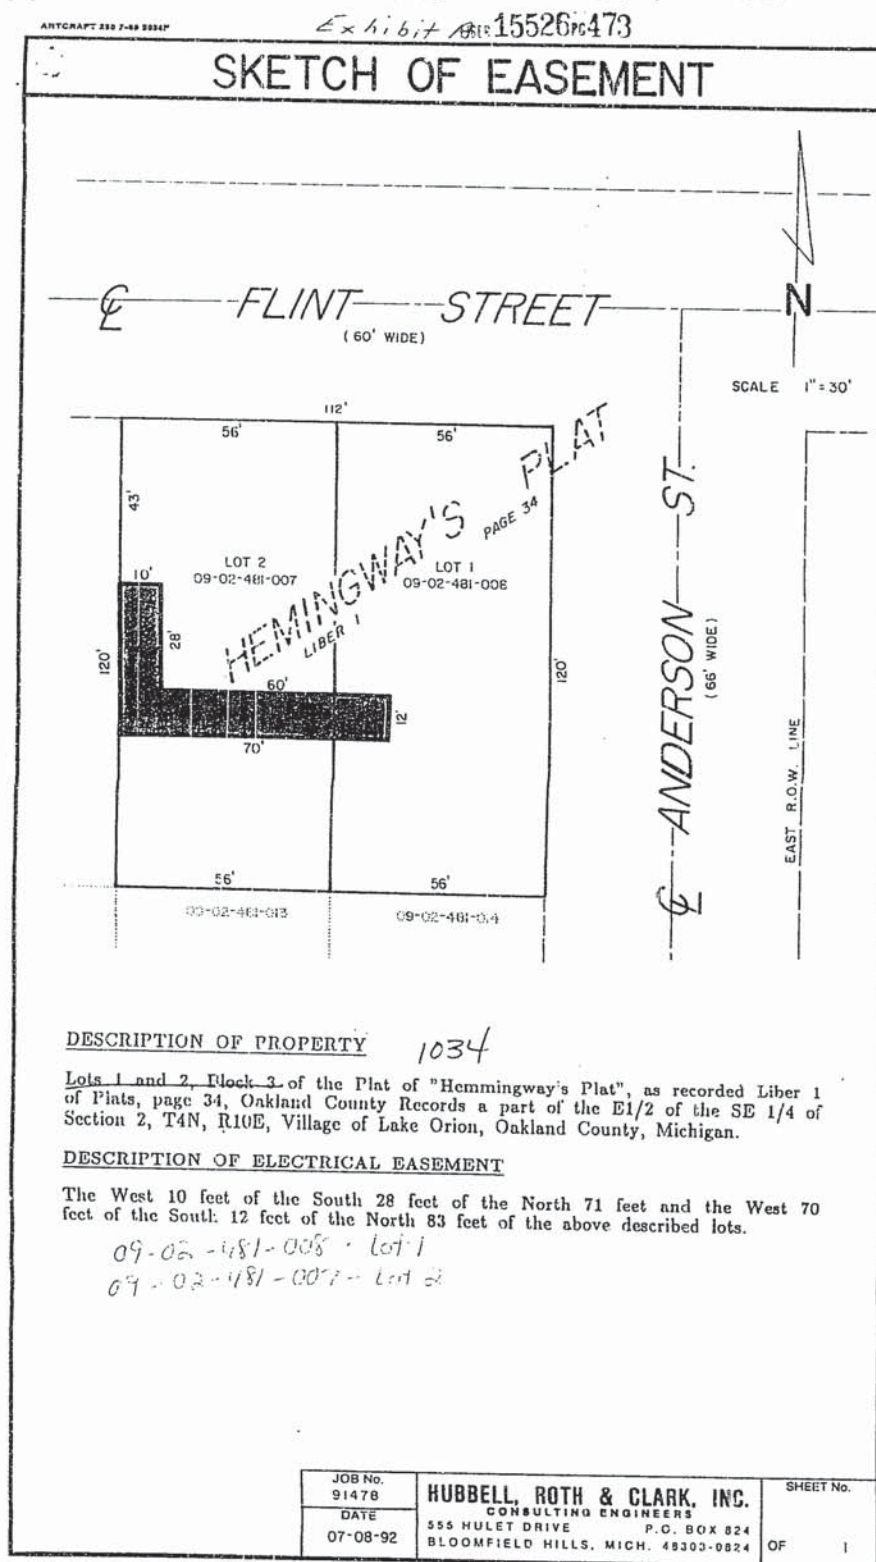 ARTCRAFT
Exhibit A LIBER 15526 PG 473
SKETCH OF EASEMENT
℄ FLINT STREET
(60' WIDE)
N
SCALE 1"=30'
112'
56' 56'
HEMINGWAY'S PLAT
LIBER 1 PAGE 34
43'
LOT 2
09-02-481-007
LOT 1
09-02-481-008
10'
28'
120'
60'
12'
70'
120'
℄ ANDERSON ST.
(66' WIDE)
EAST R.O.W. LINE
56' 56'
09-02-481-013
09-02-481-014
DESCRIPTION OF PROPERTY 1034
Lots 1 and 2, Block 3 of the Plat of "Hemmingway's Plat", as recorded Liber 1
of Plats, page 34, Oakland County Records a part of the E1/2 of the SE 1/4 of
Section 2, T4N, R10E, Village of Lake Orion, Oakland County, Michigan.
DESCRIPTION OF ELECTRICAL EASEMENT
The West 10 feet of the South 28 feet of the North 71 feet and the West 70
feet of the South 12 feet of the North 83 feet of the above described lots.
09-02-481-008 - Lot 1
09-02-481-007 - Lot 2
JOB No.
91478
DATE
07-08-92
HUBBELL, ROTH & CLARK, INC.
CONSULTING ENGINEERS
555 HULET DRIVE P.O. BOX 824
BLOOMFIELD HILLS, MICH. 48303-0824
SHEET No.
OF 1